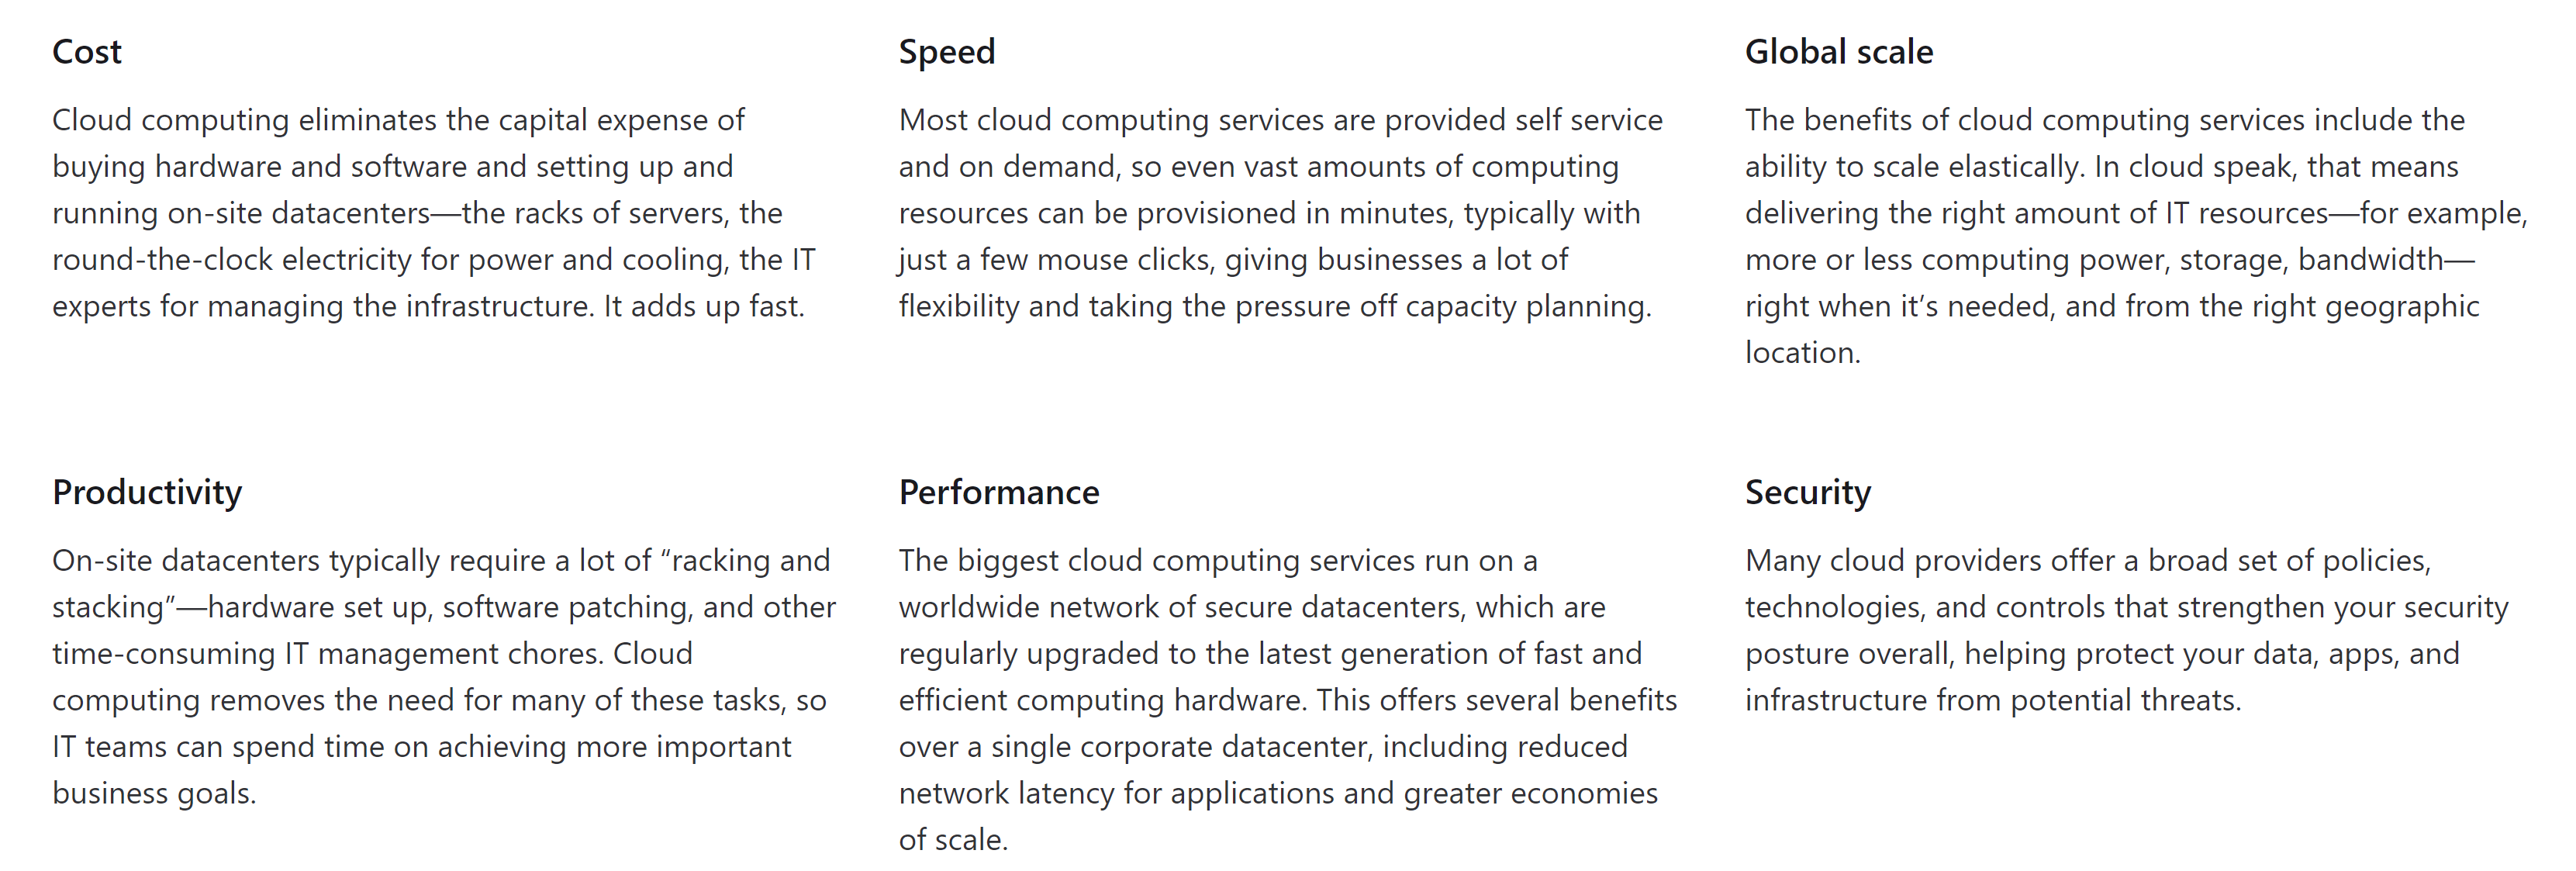 Cost
Cloud computing eliminates the capital expense of
buying hardware and software and setting up and
running on-site datacenters—the racks of servers, the
round-the-clock electricity for power and cooling, the IT
experts for managing the infrastructure. It adds up fast.
Speed
Most cloud computing services are provided self service
and on demand, so even vast amounts of computing
resources can be provisioned in minutes, typically with
just a few mouse clicks, giving businesses a lot of
flexibility and taking the pressure off capacity planning.
Global scale
The benefits of cloud computing services include the
ability to scale elastically. In cloud speak, that means
delivering the right amount of IT resources—for example,
more or less computing power, storage, bandwidth—
right when it’s needed, and from the right geographic
location.
Productivity
On-site datacenters typically require a lot of “racking and
stacking”—hardware set up, software patching, and other
time-consuming IT management chores. Cloud
computing removes the need for many of these tasks, so
IT teams can spend time on achieving more important
business goals.
Performance
The biggest cloud computing services run on a
worldwide network of secure datacenters, which are
regularly upgraded to the latest generation of fast and
efficient computing hardware. This offers several benefits
over a single corporate datacenter, including reduced
network latency for applications and greater economies
of scale.
Security
Many cloud providers offer a broad set of policies,
technologies, and controls that strengthen your security
posture overall, helping protect your data, apps, and
infrastructure from potential threats.